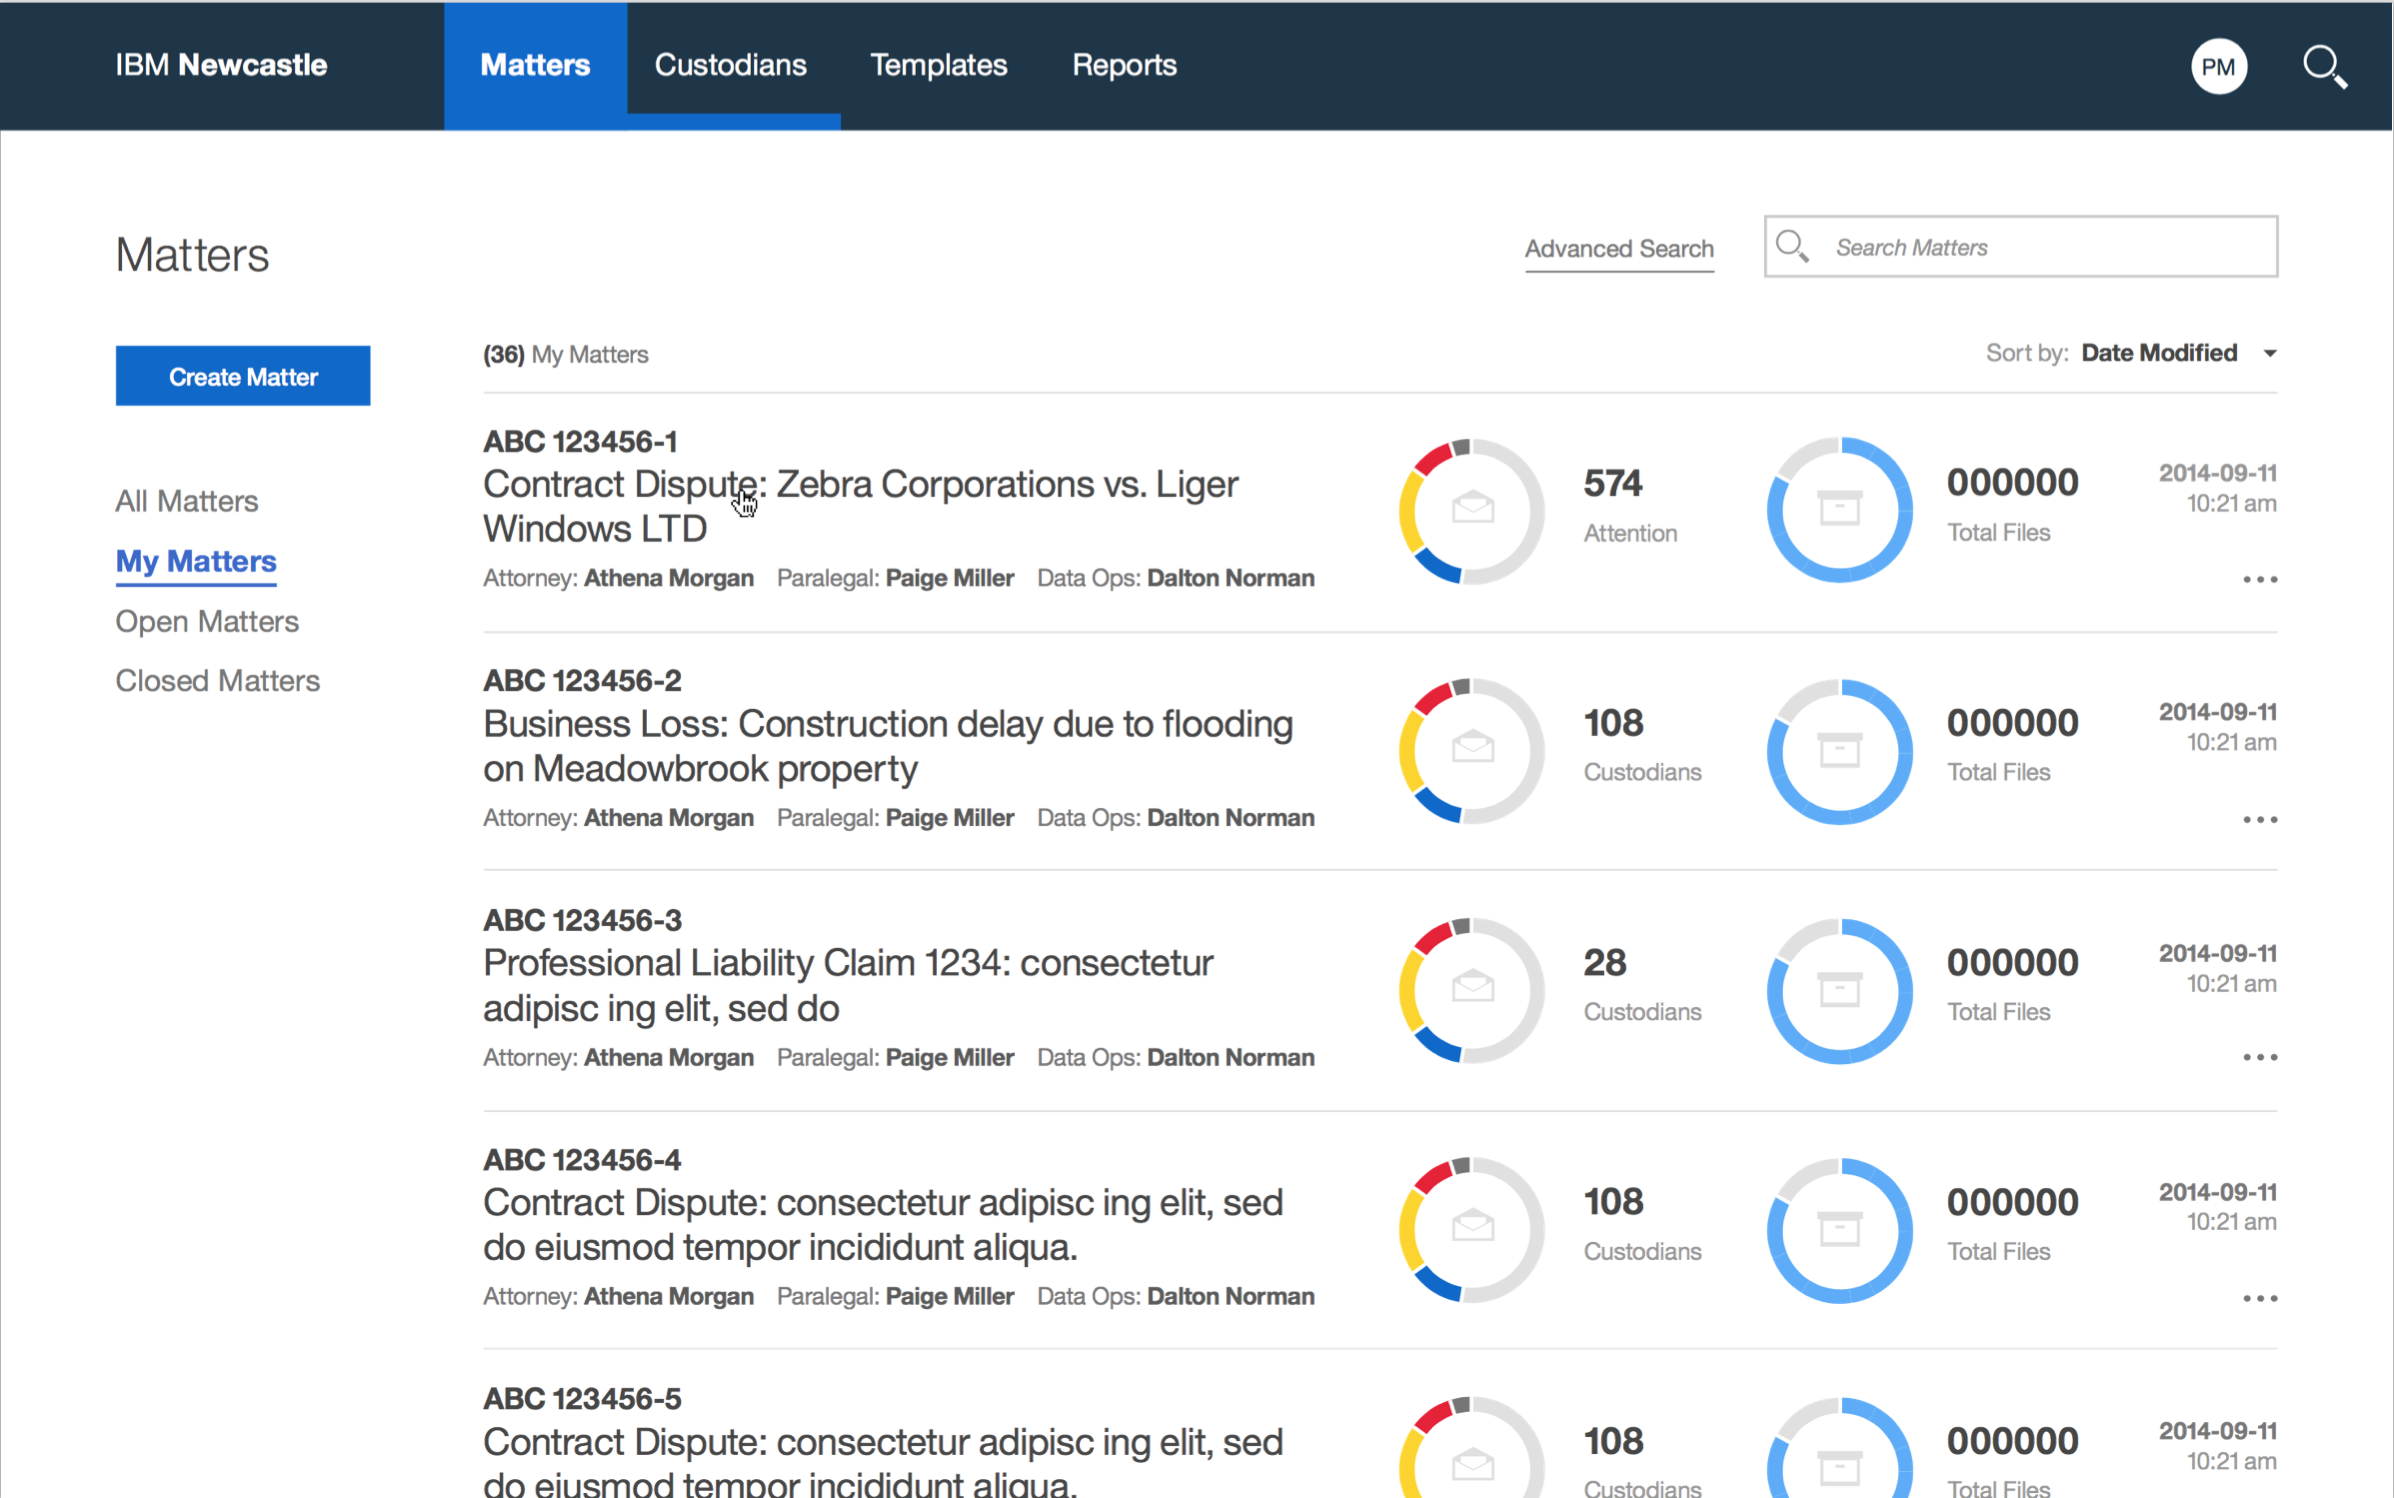 IBM Newcastle
Matters
Custodians
Templates
Reports
PM
Matters
Advanced Search
Search Matters
Create Matter
(36) My Matters
Sort by: Date Modified
All Matters
My Matters
Open Matters
Closed Matters
ABC 123456-1
Contract Dispute: Zebra Corporations vs. Liger
Windows LTD
Attorney: Athena Morgan Paralegal: Paige Miller Data Ops: Dalton Norman
574
Attention
000000
Total Files
2014-09-11
10:21 am
ABC 123456-2
Business Loss: Construction delay due to flooding
on Meadowbrook property
Attorney: Athena Morgan Paralegal: Paige Miller Data Ops: Dalton Norman
108
Custodians
000000
Total Files
2014-09-11
10:21 am
ABC 123456-3
Professional Liability Claim 1234: consectetur
adipisc ing elit, sed do
Attorney: Athena Morgan Paralegal: Paige Miller Data Ops: Dalton Norman
28
Custodians
000000
Total Files
2014-09-11
10:21 am
ABC 123456-4
Contract Dispute: consectetur adipisc ing elit, sed
do eiusmod tempor incididunt aliqua.
Attorney: Athena Morgan Paralegal: Paige Miller Data Ops: Dalton Norman
108
Custodians
000000
Total Files
2014-09-11
10:21 am
ABC 123456-5
Contract Dispute: consectetur adipisc ing elit, sed
do eiusmod tempor incididunt aliqua.
108
Custodians
000000
Total Files
2014-09-11
10:21 am